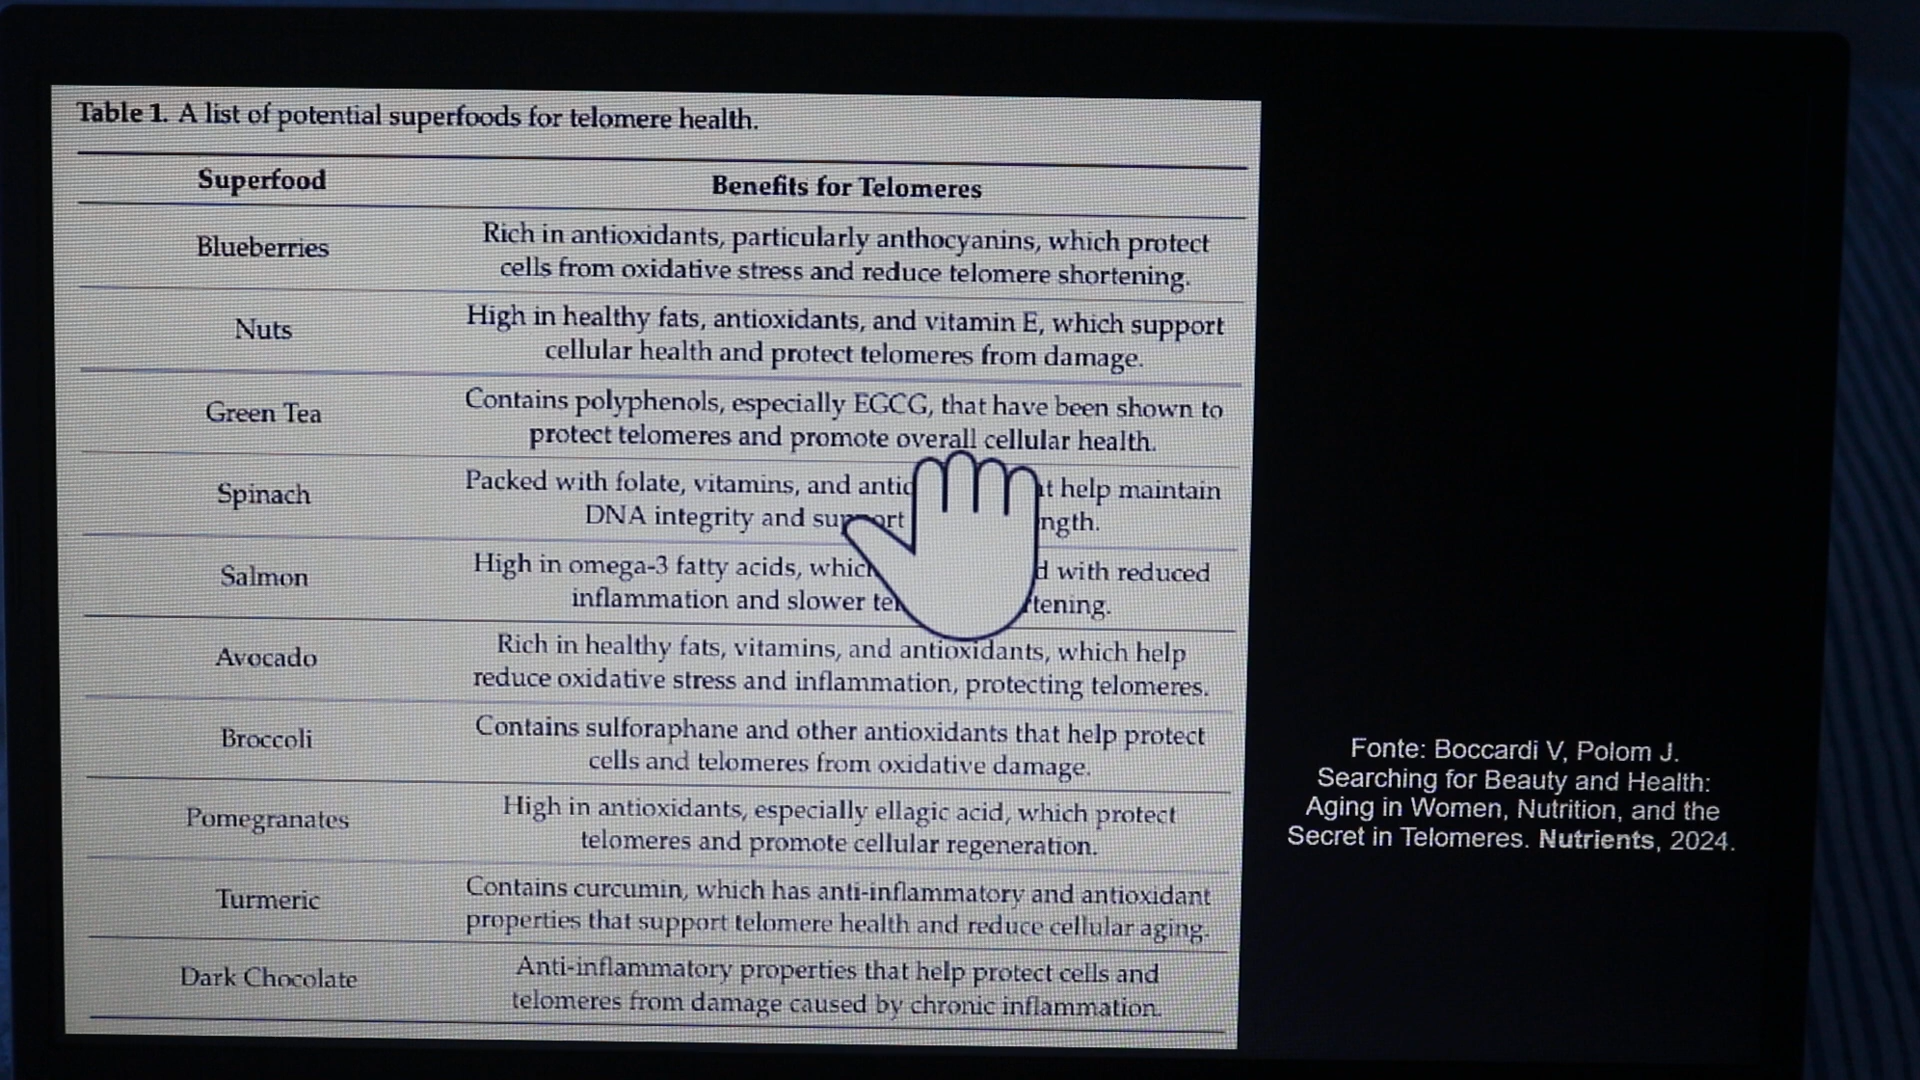 Table 1. A list of potential superfoods for telomere health.
Superfood
Benefits for Telomeres
Blueberries
Rich in antioxidants, particularly anthocyanins, which protect
cells from oxidative stress and reduce telomere shortening.
Nuts
High in healthy fats, antioxidants, and vitamin E, which support
cellular health and protect telomeres from damage.
Green Tea
Contains polyphenols, especially EGCG, that have been shown to
protect telomeres and promote overall cellular health.
Spinach
Packed with folate, vitamins, and help maintain
DNA integrity and support
Salmon
High in omega-3 fatty acids, which with reduced
inflammation and slower
Avocado
Rich in healthy fats, vitamins, and antioxidants, which help
reduce oxidative stress and inflammation, protecting telomeres.
Broccoli
Contains sulforaphane and other antioxidants that help protect
cells and telomeres from oxidative damage.
Pomegranates
High in antioxidants, especially ellagic acid, which protect
telomeres and promote cellular regeneration.
Turmeric
Contains curcumin, which has anti-inflammatory and antioxidant
properties that support telomere health and reduce cellular aging.
Dark Chocolate
Anti-inflammatory properties that help protect cells and
telomeres from damage caused by chronic inflammation.
Fonte: Boccardi V, Polom J.
Searching for Beauty and Health:
Aging in Women, Nutrition, and the
Secret in Telomeres. Nutrients, 2024.